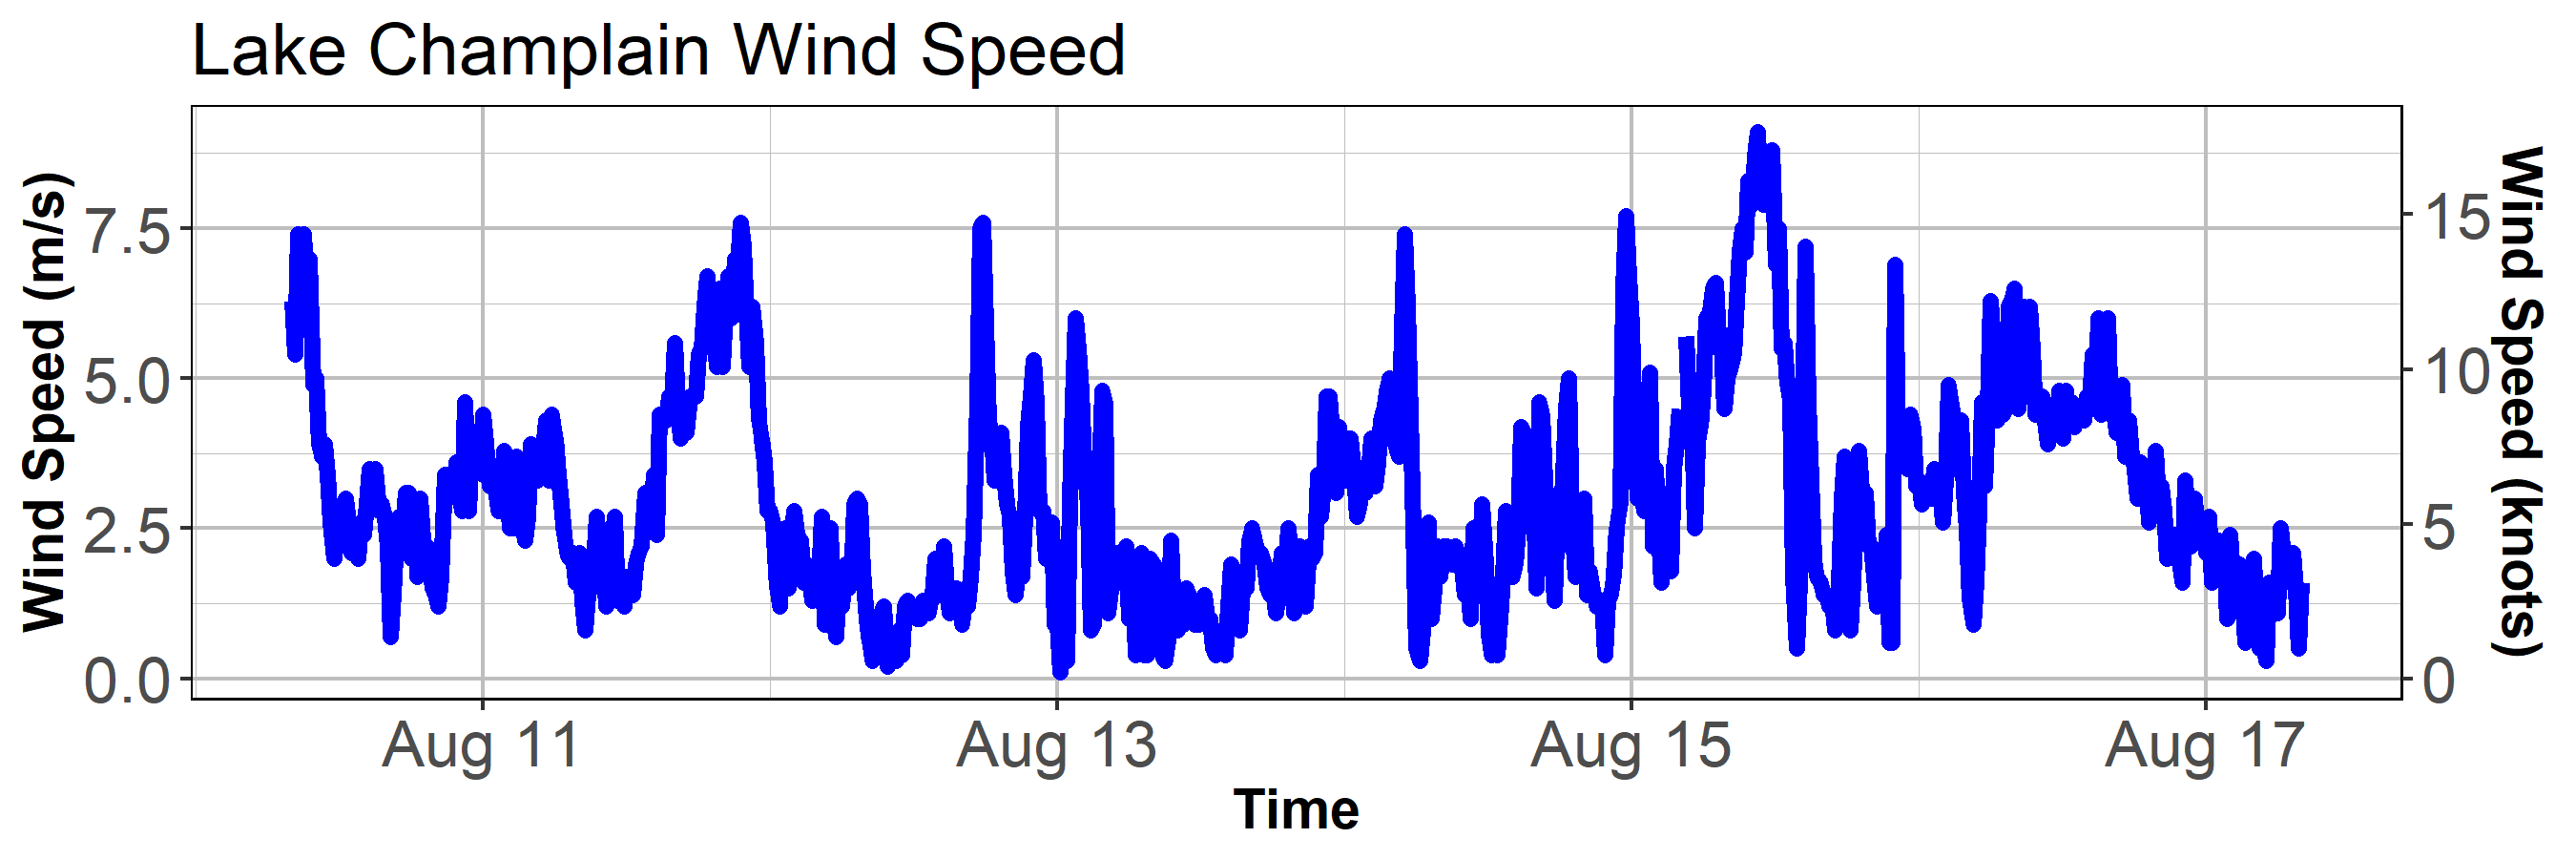 Lake Champlain Wind Speed
Wind Speed (m/s)
7.5
5.0
2.5
0.0
15
10
5
0
Wind Speed (knots)
Aug 11
Aug 13
Aug 15
Aug 17
Time